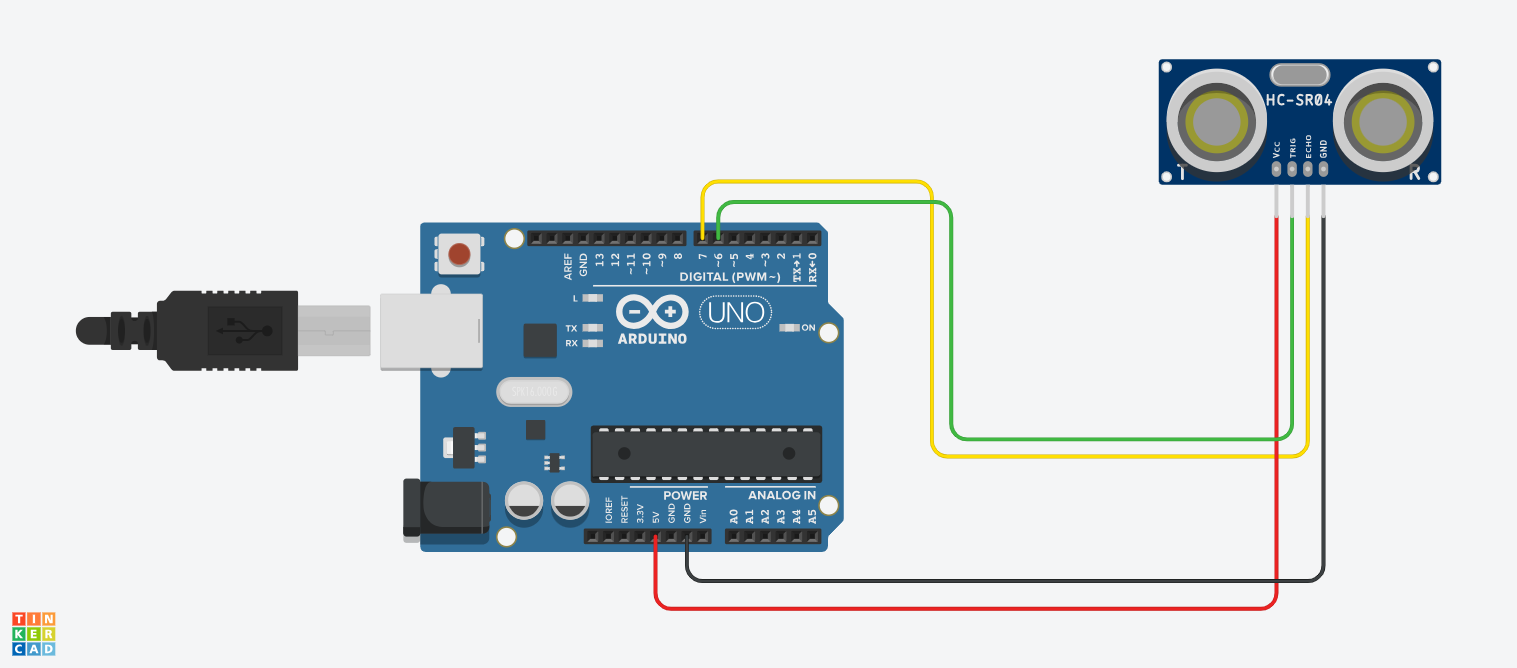 HC-SR04
VCC
TRIG
ECHO
GND
T
R
AREF
GND
13
12
~11
~10
~9
8
7
~6
~5
4
~3
2
TX→1
RX←0
DIGITAL (PWM~)
L
TX
RX
ARDUINO
UNO
ON
POWER
ANALOG IN
IOREF
RESET
3.3V
5V
GND
GND
Vin
A0
A1
A2
A3
A4
A5
TIN
KER
CAD